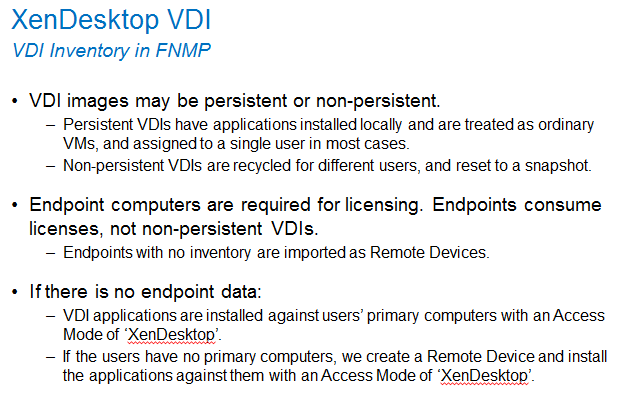 XenDesktop VDI
VDI Inventory in FNMP
• VDI images may be persistent or non-persistent.
– Persistent VDIs have applications installed locally and are treated as ordinary
VMs, and assigned to a single user in most cases.
– Non-persistent VDIs are recycled for different users, and reset to a snapshot.
• Endpoint computers are required for licensing. Endpoints consume
licenses, not non-persistent VDIs.
– Endpoints with no inventory are imported as Remote Devices.
• If there is no endpoint data:
– VDI applications are installed against users' primary computers with an Access
Mode of 'XenDesktop'.
– If the users have no primary computers, we create a Remote Device and install
the applications against them with an Access Mode of 'XenDesktop'.